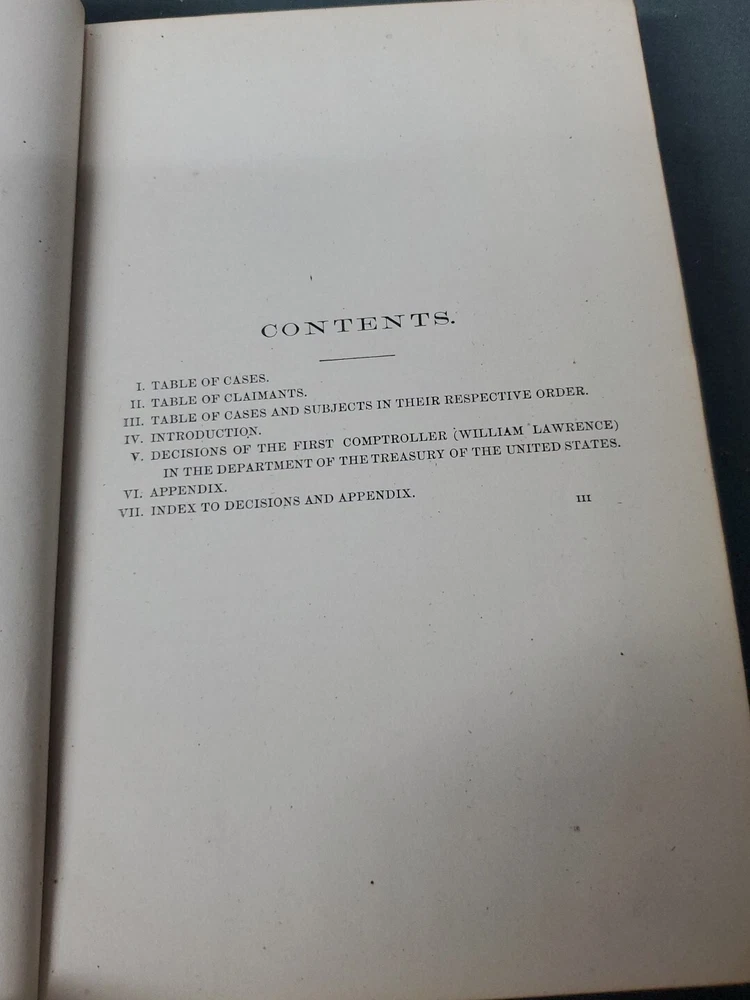 CONTENTS.
I. TABLE OF CASES.
II. TABLE OF CLAIMANTS.
III. TABLE OF CASES AND SUBJECTS IN THEIR RESPECTIVE ORDER.
IV. INTRODUCTION.
V. DECISIONS OF THE FIRST COMPTROLLER (WILLIAM LAWRENCE)
IN THE DEPARTMENT OF THE TREASURY OF THE UNITED STATES.
VI. APPENDIX.
VII. INDEX TO DECISIONS AND APPENDIX.
III